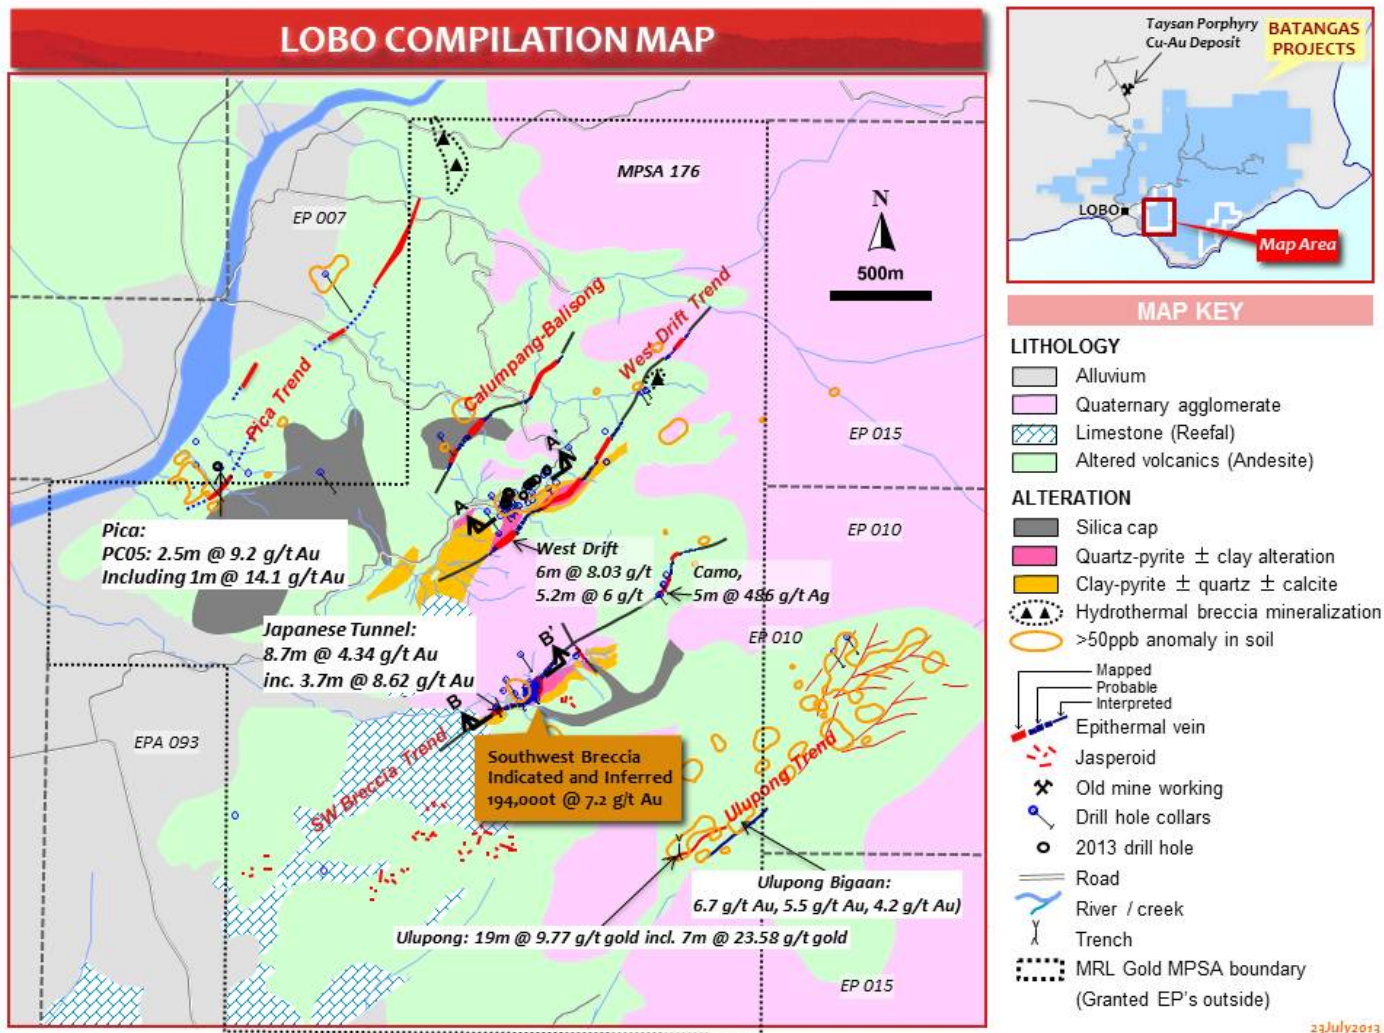 LOBO COMPILATION MAP
Taysan Porphyry
Cu-Au Deposit
BATANGAS
PROJECTS
LOBO
Map Area
MPSA 176
EP 007
N
500m
Pica Trend
Calumpang-Balisong
West Drift Trend
EP 015
A'
A
EP 010
Pica:
PC05: 2.5m @ 9.2 g/t Au
Including 1m @ 14.1 g/t Au
West Drift
6m @ 8.03 g/t
5.2m @ 6 g/t
Camo,
5m @ 486 g/t Ag
Japanese Tunnel:
8.7m @ 4.34 g/t Au
inc. 3.7m @ 8.62 g/t Au
B'
B
EP 010
EPA 093
SW Breccia Trend
Southwest Breccia
Indicated and Inferred
194,000t @ 7.2 g/t Au
Ulupong Trend
Ulupong Bigaan:
6.7 g/t Au, 5.5 g/t Au, 4.2 g/t Au)
Ulupong: 19m @ 9.77 g/t gold incl. 7m @ 23.58 g/t gold
EP 015
MAP KEY
LITHOLOGY
Alluvium
Quaternary agglomerate
Limestone (Reefal)
Altered volcanics (Andesite)
ALTERATION
Silica cap
Quartz-pyrite ± clay alteration
Clay-pyrite ± quartz ± calcite
Hydrothermal breccia mineralization
>50ppb anomaly in soil
Mapped
Probable
Interpreted
Epithermal vein
Jasperoid
Old mine working
Drill hole collars
2013 drill hole
Road
River / creek
Trench
MRL Gold MPSA boundary
(Granted EP's outside)
23July2013